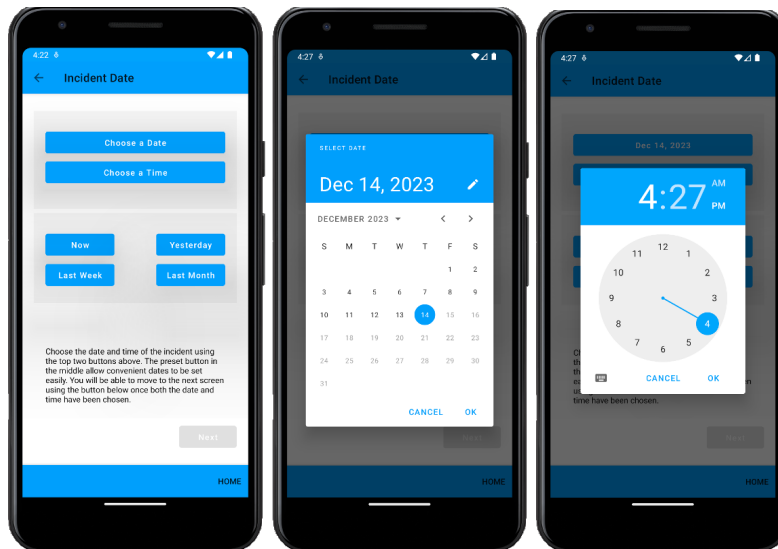 4:22
Incident Date
Choose a Date
Choose a Time
Now
Yesterday
Last Week
Last Month
Choose the date and time of the incident using
the top two buttons above. The preset button in
the middle allow convenient dates to be set
easily. You will be able to move to the next screen
using the button below once both the date and
time have been chosen.
Next
HOME
4:27
Incident Date
SELECT DATE
Dec 14, 2023
DECEMBER 2023
S M T W T F S
1 2
3 4 5 6 7 8 9
10 11 12 13 14 15 16
17 18 19 20 21 22 23
24 25 26 27 28 29 30
31
CANCEL OK
Next
HOME
4:27
Incident Date
Dec 14, 2023
4:27
AM
PM
12
11 1
10 2
9 3
8 4
7 5
6
CANCEL OK
time have been chosen.
Next
HOME